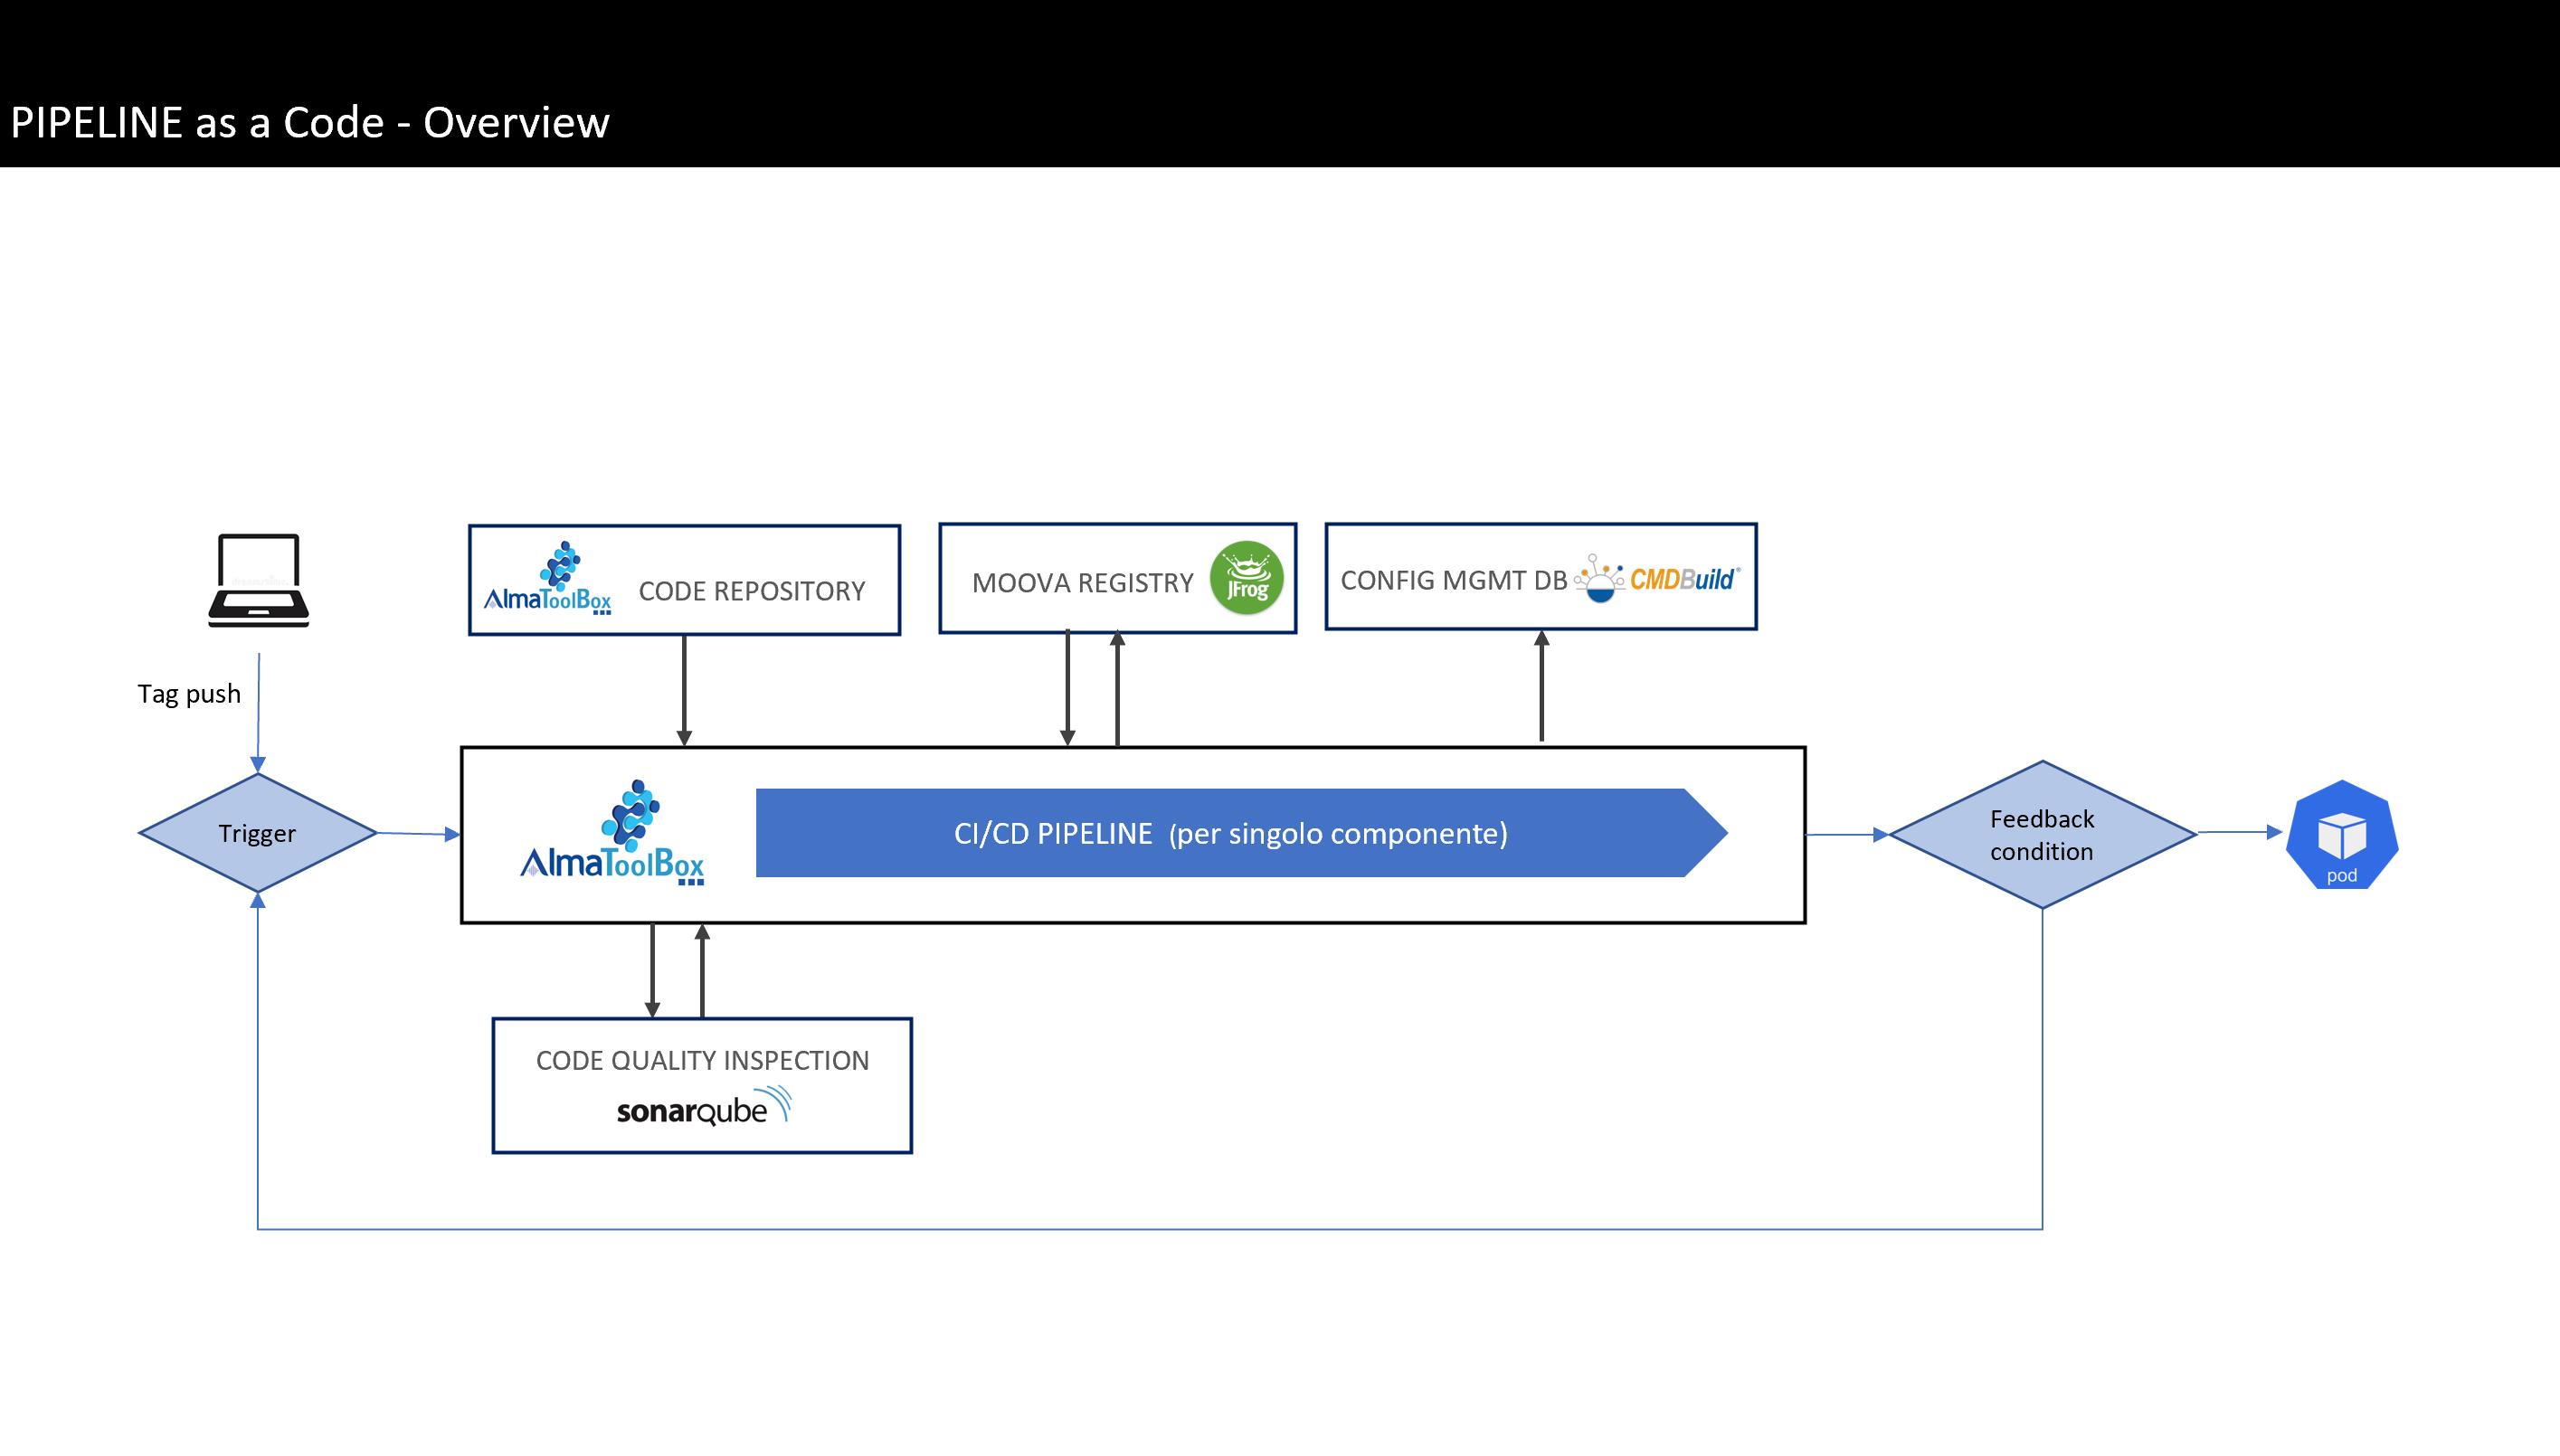 PIPELINE as a Code - Overview
AlmaToolBox
CODE REPOSITORY
MOOVA REGISTRY
JFrog
CONFIG MGMT DB
CMDBuild®
Tag push
Trigger
AlmaToolBox
CI/CD PIPELINE (per singolo componente)
Feedback
condition
pod
CODE QUALITY INSPECTION
sonarqube